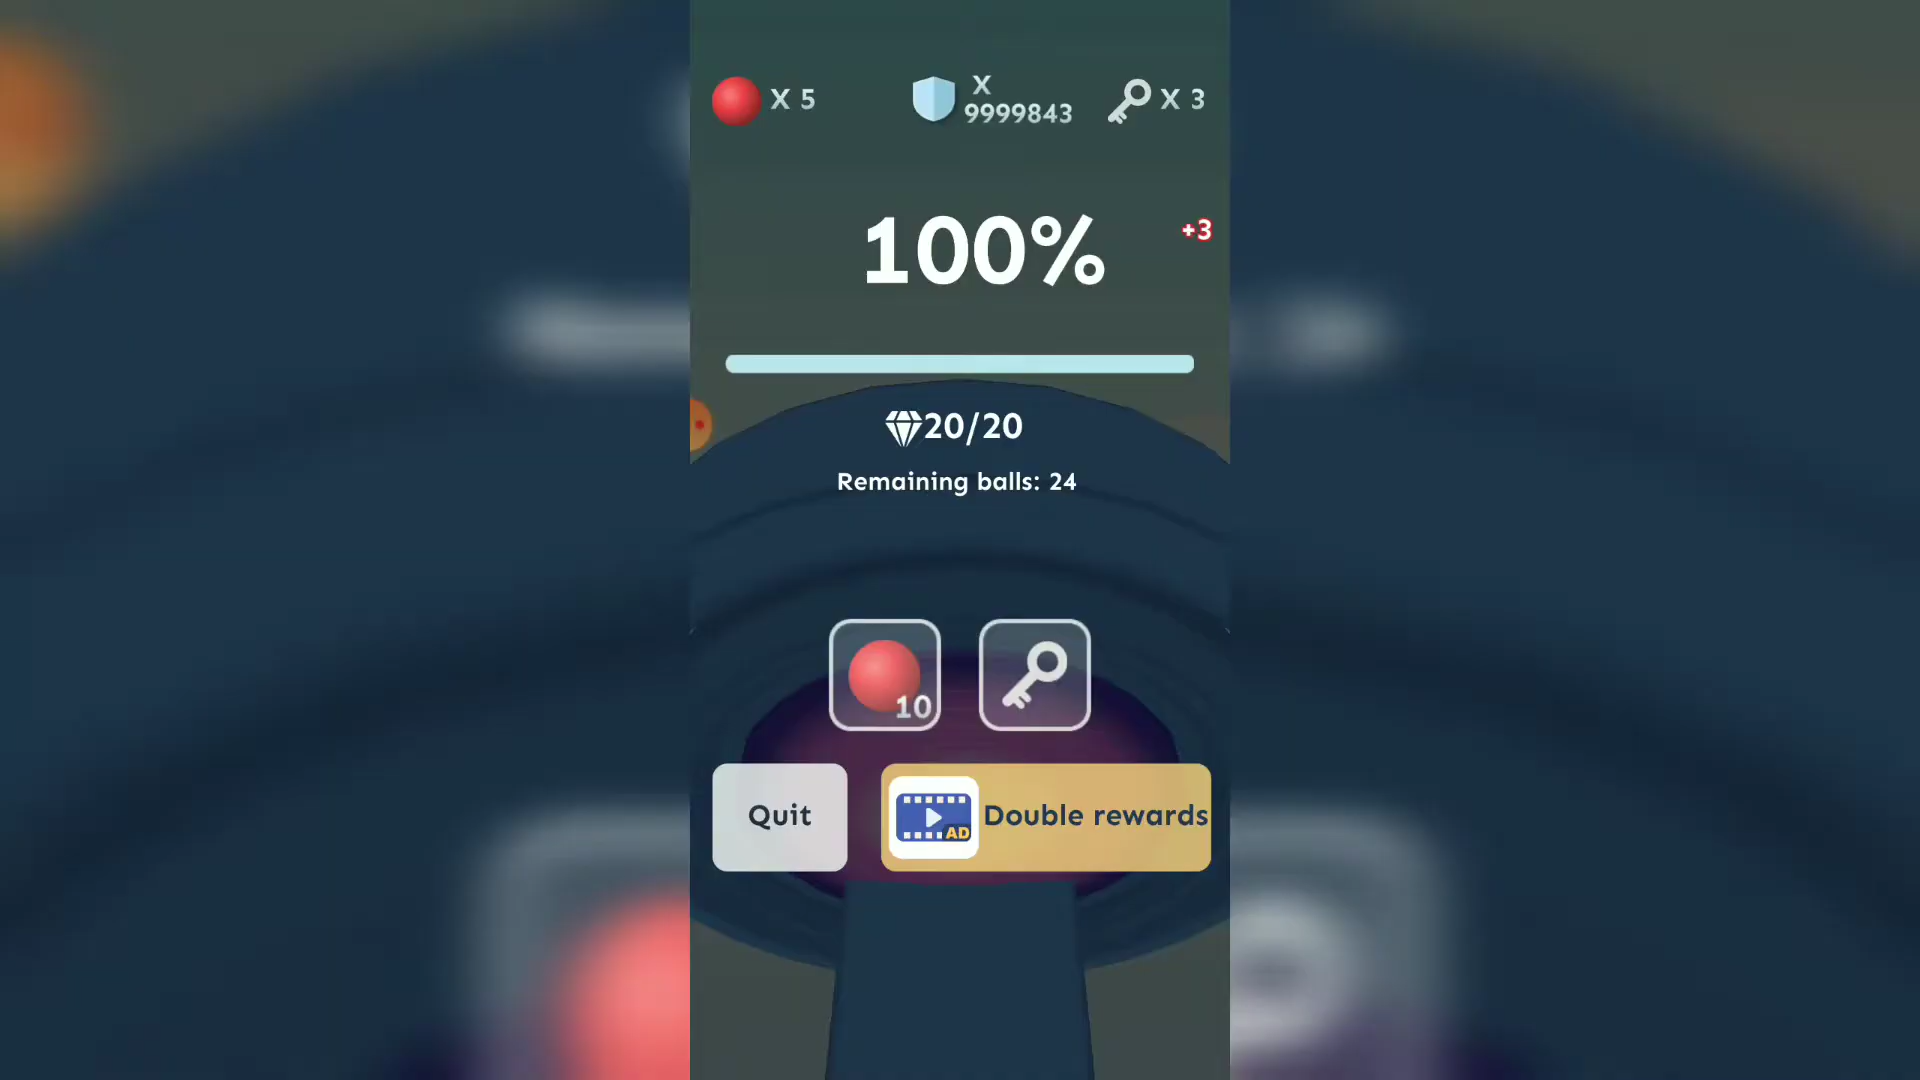 X 5
X
9999843
X 3
100%
+3
20/20
Remaining balls: 24
10
Quit
AD
Double rewards